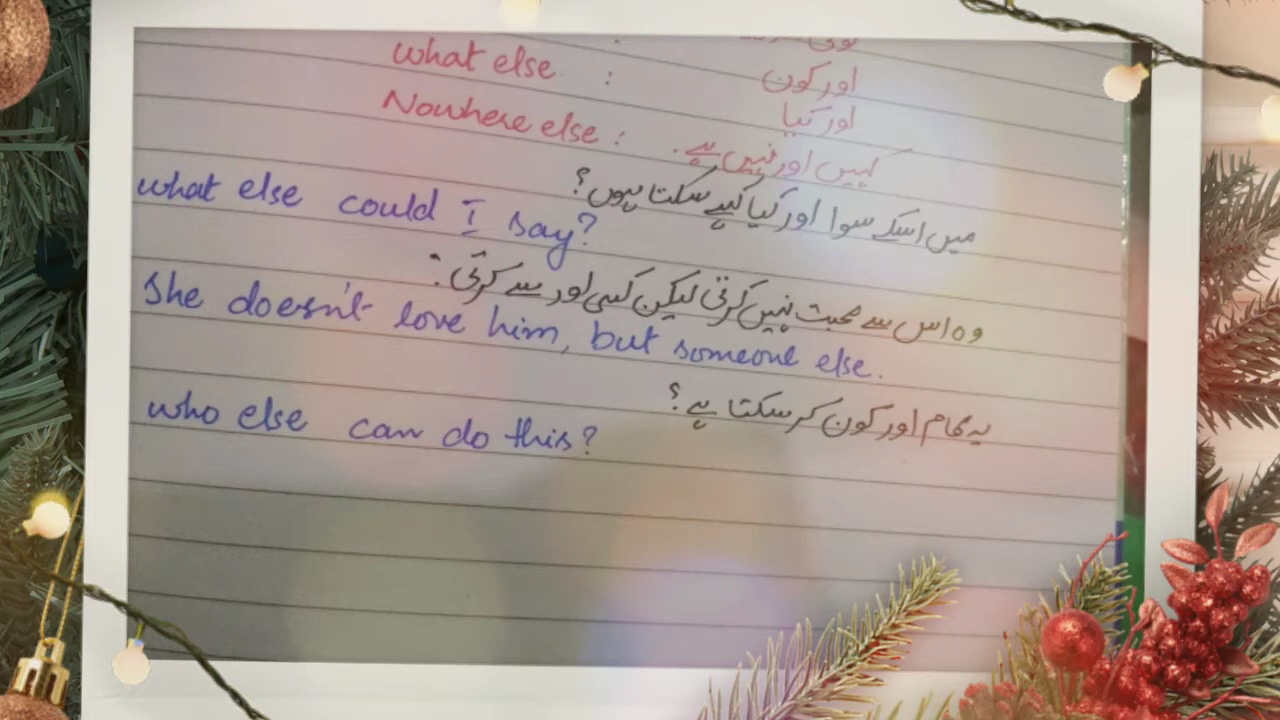 اور کون
what else :
اور کیا
Nowhere else : کہیں اور نہیں ہے.
میں اسکے سوا اور کیا کہہ سکتا ہوں؟
what else could I say?
وہ اس سے محبت نہیں کرتی لیکن کسی اور سے کرتی
She doesn't love him, but someone else.
یہ کام اور کون کر سکتا ہے؟
who else can do this?